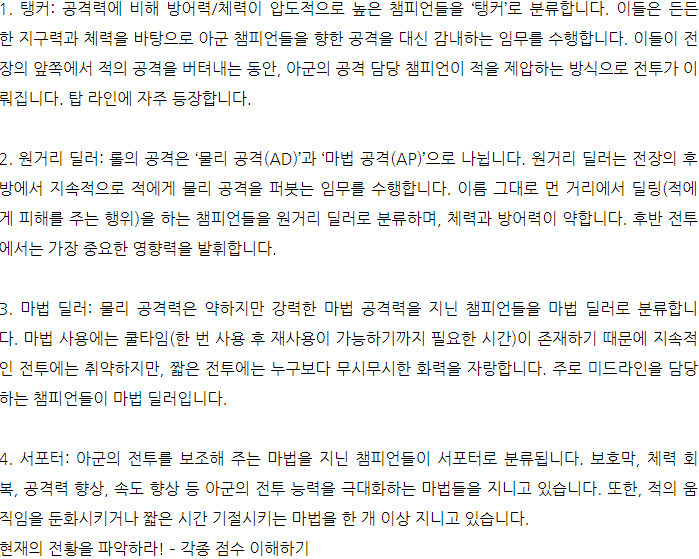 1. 탱커: 공격력에 비해 방어력/체력이 압도적으로 높은 챔피언들을 ‘탱커’로 분류합니다. 이들은 든든
한 지구력과 체력을 바탕으로 아군 챔피언들을 향한 공격을 대신 감내하는 임무를 수행합니다. 이들이 전
장의 앞쪽에서 적의 공격을 버텨내는 동안, 아군의 공격 담당 챔피언이 적을 제압하는 방식으로 전투가 이
뤄집니다. 탑 라인에 자주 등장합니다.
2. 원거리 딜러: 롤의 공격은 ‘물리 공격(AD)’과 ‘마법 공격(AP)’으로 나뉩니다. 원거리 딜러는 전장의 후
방에서 지속적으로 적에게 물리 공격을 퍼붓는 임무를 수행합니다. 이름 그대로 먼 거리에서 딜링(적에
게 피해를 주는 행위)을 하는 챔피언들을 원거리 딜러로 분류하며, 체력과 방어력이 약합니다. 후반 전투
에서는 가장 중요한 영향력을 발휘합니다.
3. 마법 딜러: 물리 공격력은 약하지만 강력한 마법 공격력을 지닌 챔피언들을 마법 딜러로 분류합니
다. 마법 사용에는 쿨타임(한 번 사용 후 재사용이 가능하기까지 필요한 시간)이 존재하기 때문에 지속적
인 전투에는 취약하지만, 짧은 전투에는 누구보다 무시무시한 화력을 자랑합니다. 주로 미드라인을 담당
하는 챔피언들이 마법 딜러입니다.
4. 서포터: 아군의 전투를 보조해 주는 마법을 지닌 챔피언들이 서포터로 분류됩니다. 보호막, 체력 회
복, 공격력 향상, 속도 향상 등 아군의 전투 능력을 극대화하는 마법들을 지니고 있습니다. 또한, 적의 움
직임을 둔화시키거나 짧은 시간 기절시키는 마법을 한 개 이상 지니고 있습니다.
현재의 전황을 파악하라! - 각종 점수 이해하기